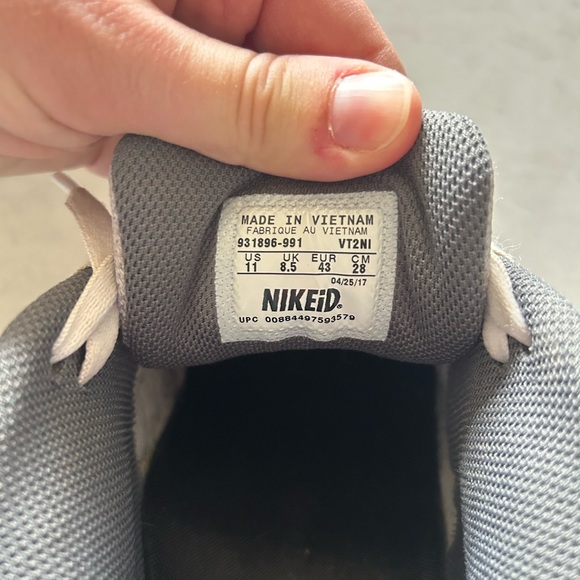 MADE IN VIETNAM
FABRIQUE AU VIETNAM
931896-991 VT2NI
US UK EUR CM
11 8.5 43 28
04/25/17
NIKEiD.
UPC 00884497593579